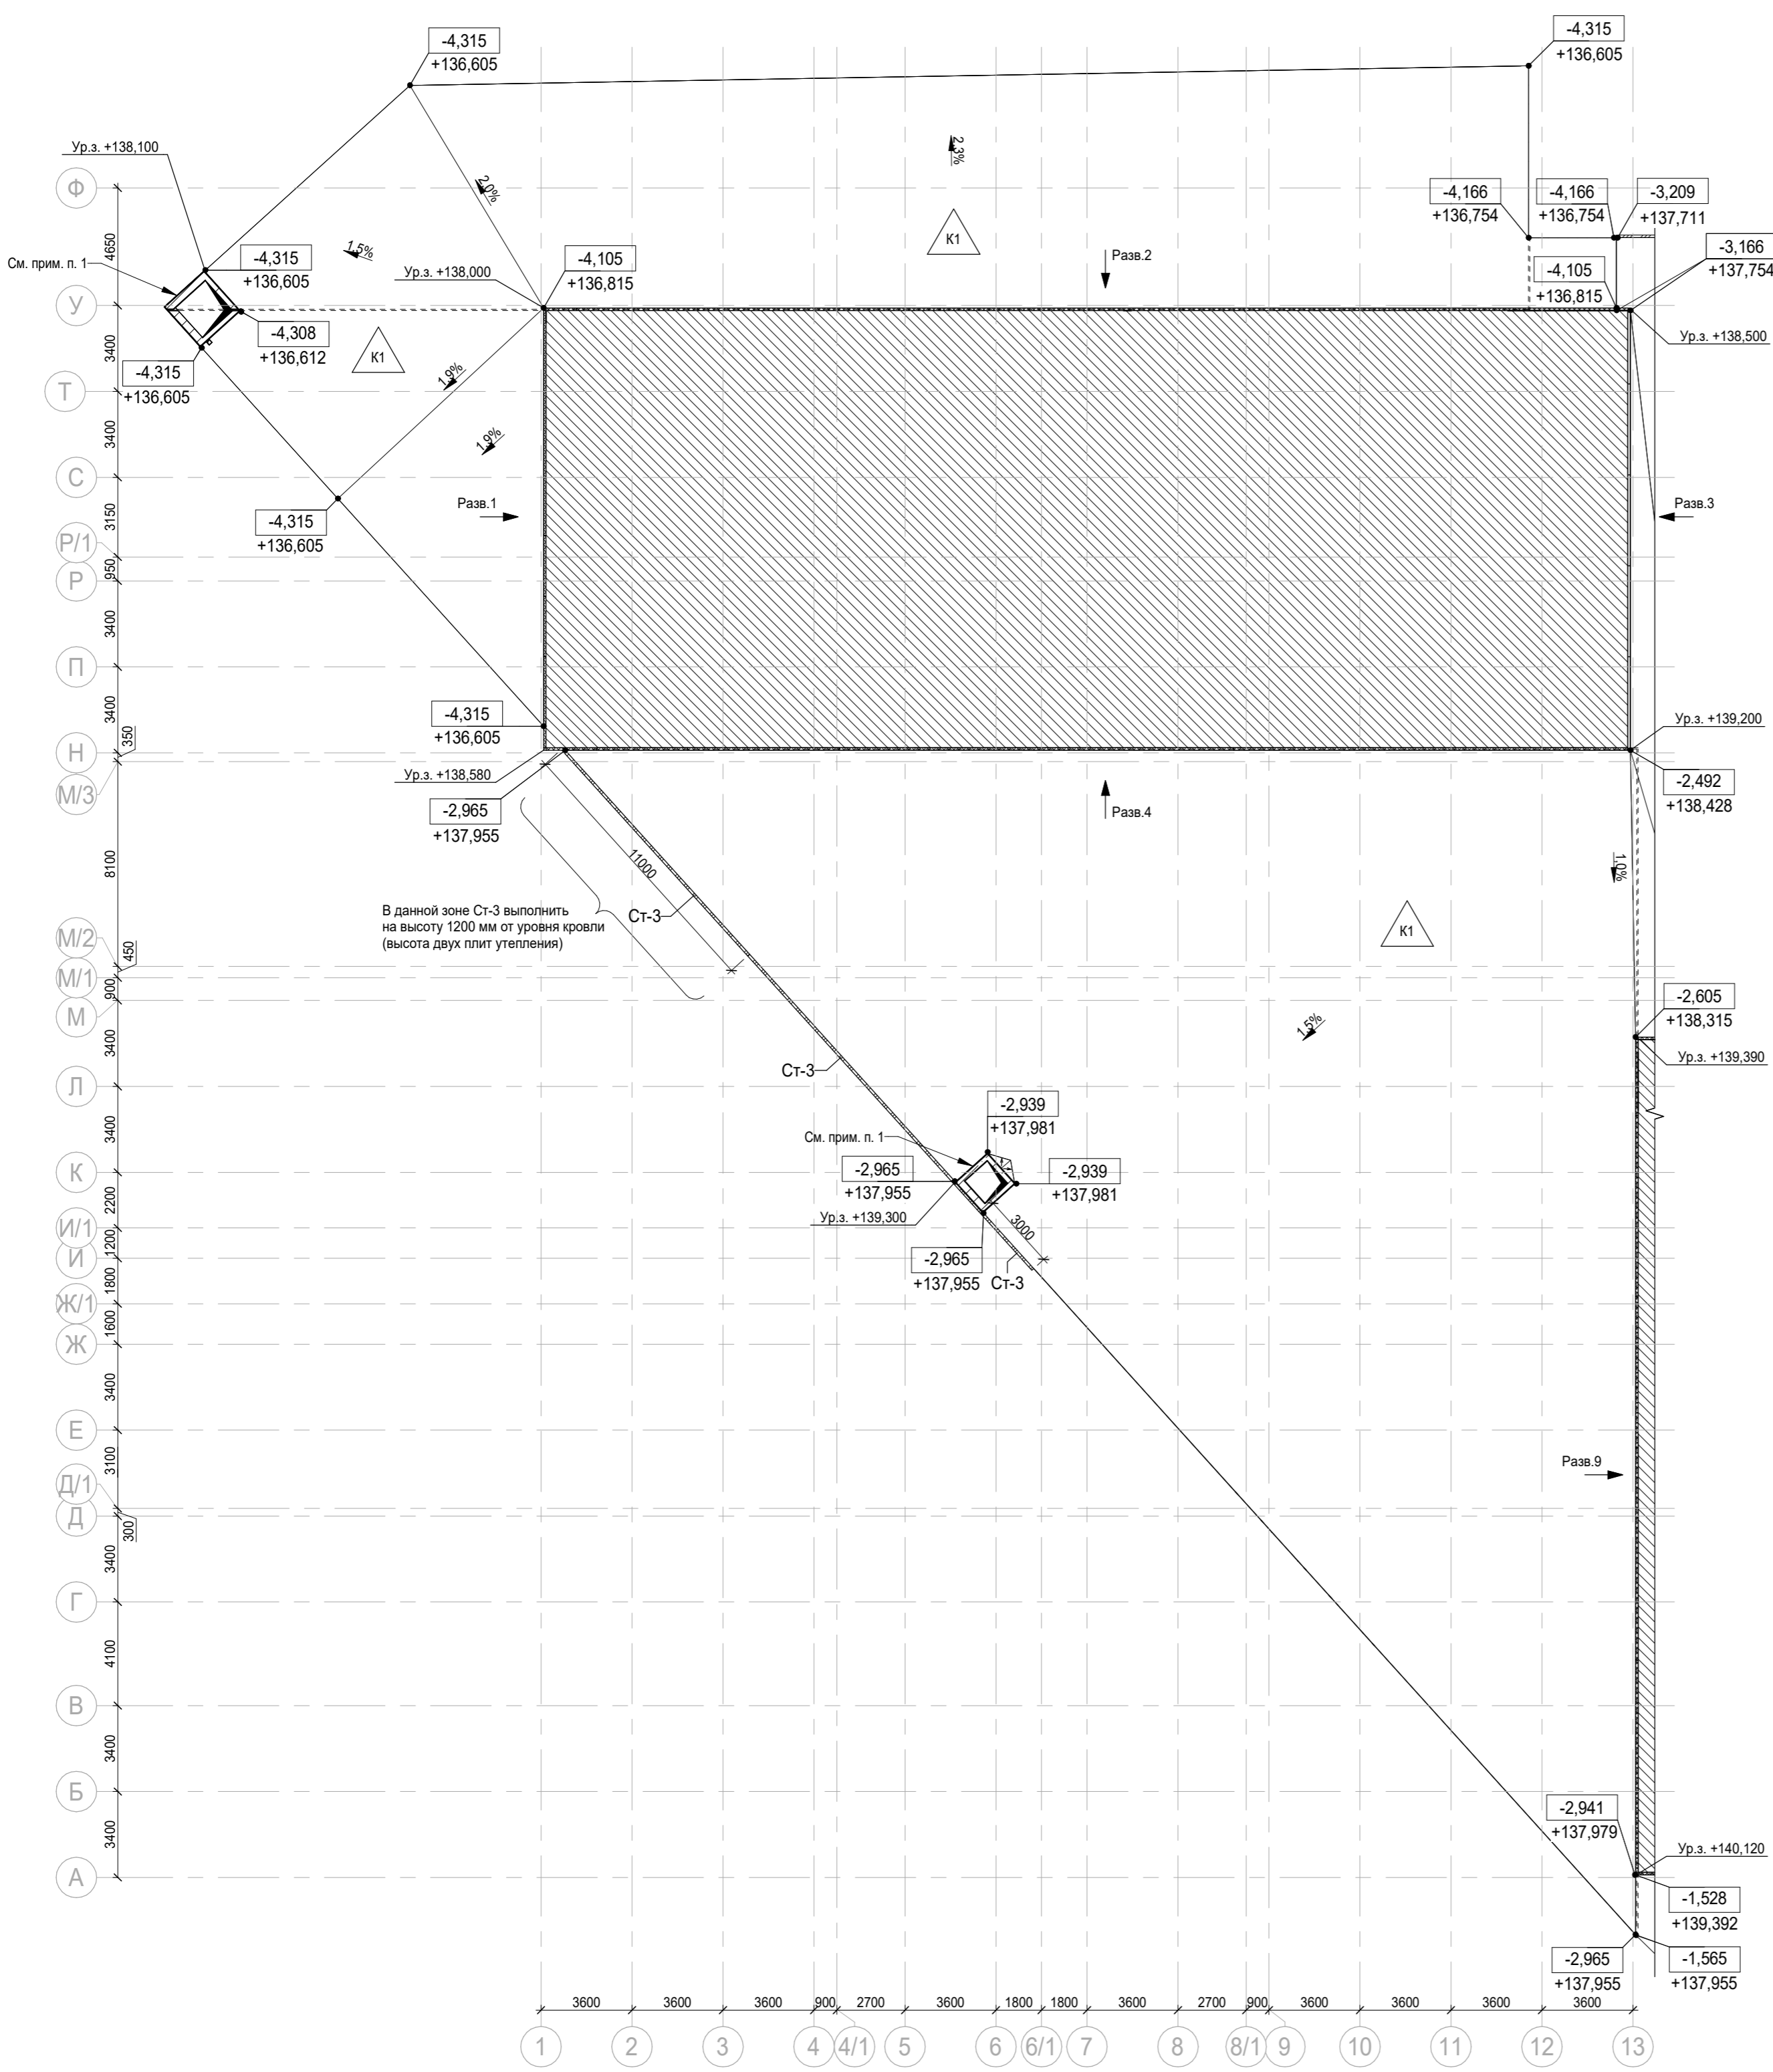 -4,315
+136,605
-4,315
+136,605
Ур.з. +138,100
2,0%
2,3%
Ф
-4,166
+136,754
-4,166
+136,754
-3,209
+137,711
4650
См. прим. п. 1
-4,315
+136,605
1,5%
Ур.з. +138,000
-4,105
+136,815
К1
Разв.2
-4,105
+136,815
-3,166
+137,754
У
-4,308
+136,612
К1
Ур.з. +138,500
3400
-4,315
+136,605
1,9%
Т
3400
1,9%
С
-4,315
+136,605
Разв.1
Разв.3
3150
Р/1
950
Р
3400
П
3400
-4,315
+136,605
Ур.з. +139,200
350
Н
Ур.з. +138,580
М/3
-2,965
+137,955
Разв.4
-2,492
+138,428
8100
11000
1,0%
В данной зоне Ст-3 выполнить
на высоту 1200 мм от уровня кровли
(высота двух плит утепления)
Ст-3
К1
М/2
450
М/1
900
М
-2,605
+138,315
1,5%
3400
Ст-3
Ур.з. +139,390
Л
-2,939
+137,981
3400
См. прим. п. 1
К
-2,965
+137,955
-2,939
+137,981
2200
Ур.з. +139,300
3000
И/1
1200
И
-2,965
+137,955
Ст-3
1800
Ж/1
1600
Ж
3400
Е
3100
Разв.9
Д/1
Д
300
3400
Г
4100
В
3400
Б
3400
-2,941
+137,979
Ур.з. +140,120
А
-1,528
+139,392
-2,965
+137,955
-1,565
+137,955
3600 3600 3600 900 2700 3600 1800 1800 3600 2700 900 3600 3600 3600 3600
1 2 3 4 4/1 5 6 6/1 7 8 8/1 9 10 11 12 13